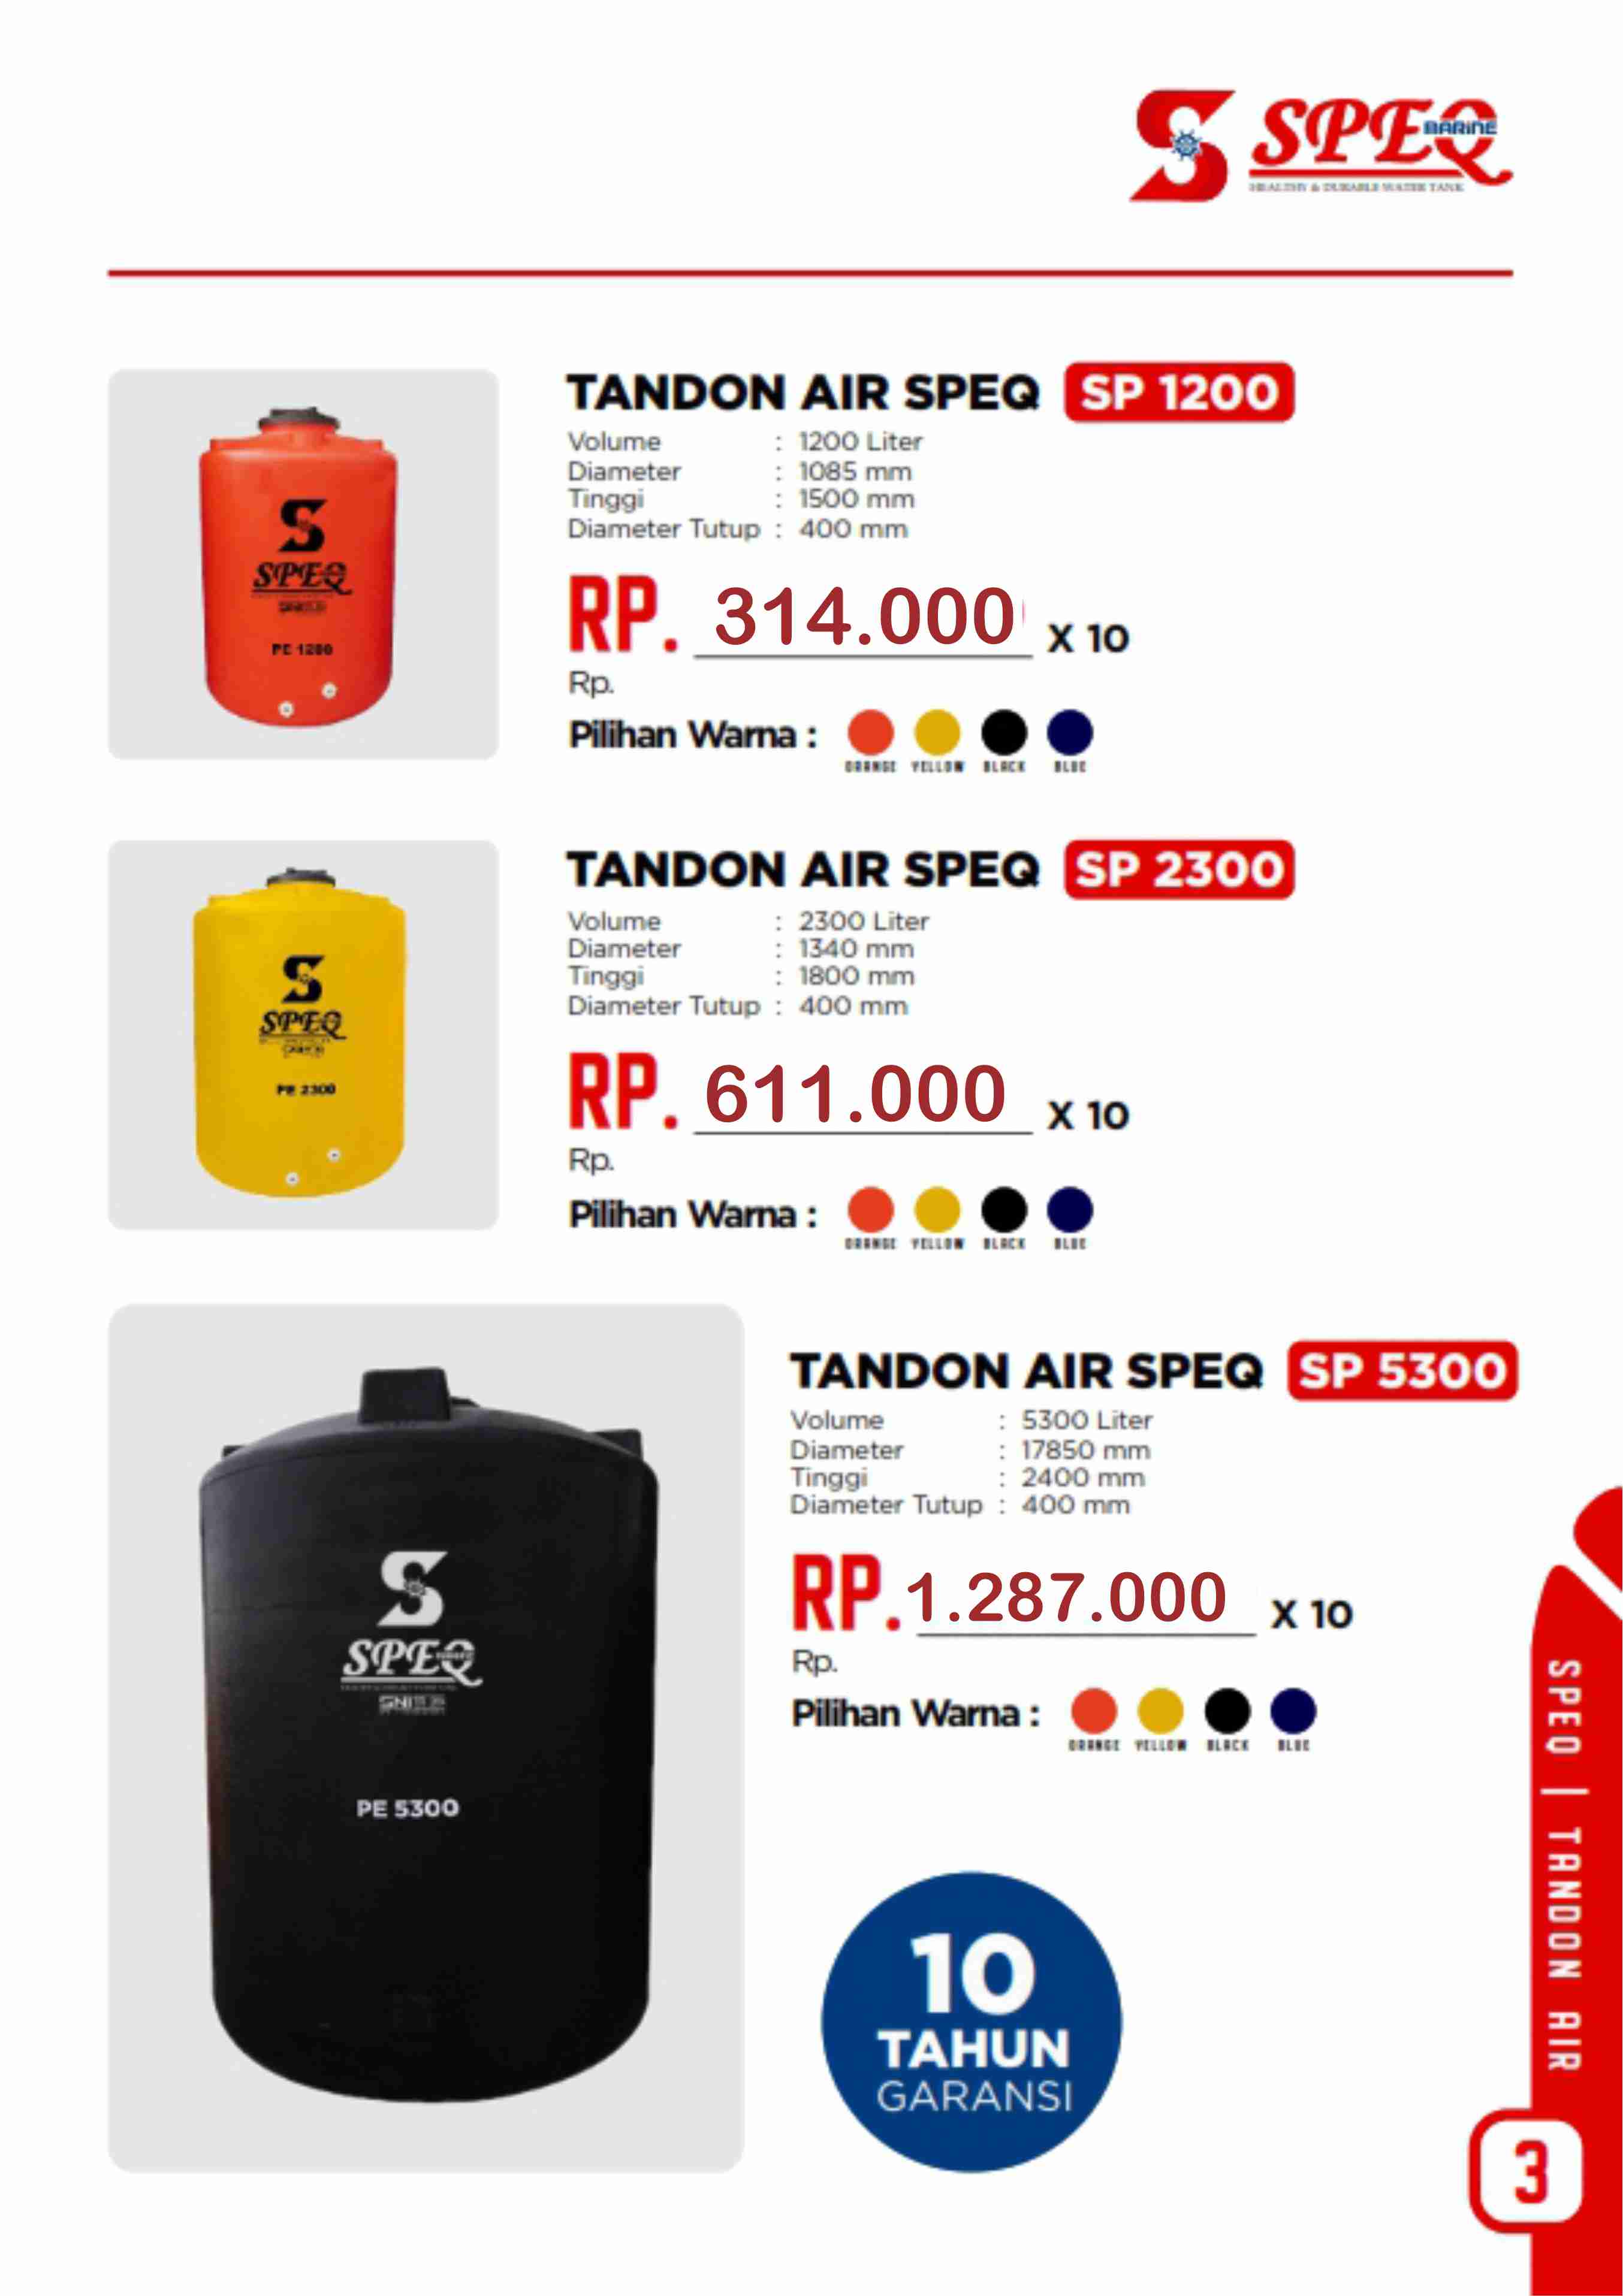 SPEQ
BARINE
HEALTHY & DURABLE WATER TANK
TANDON AIR SPEQ SP 1200
Volume : 1200 Liter
Diameter : 1085 mm
Tinggi : 1500 mm
Diameter Tutup : 400 mm
RP. 314.000 X 10
Rp.
Pilihan Warna :
ORANGE YELLOW BLACK BLUE
SPEQ
PE 1200
TANDON AIR SPEQ SP 2300
Volume : 2300 Liter
Diameter : 1340 mm
Tinggi : 1800 mm
Diameter Tutup : 400 mm
RP. 611.000 X 10
Rp.
Pilihan Warna :
ORANGE YELLOW BLACK BLUE
SPEQ
PE 2300
TANDON AIR SPEQ SP 5300
Volume : 5300 Liter
Diameter : 17850 mm
Tinggi : 2400 mm
Diameter Tutup : 400 mm
RP. 1.287.000 X 10
Rp.
Pilihan Warna :
ORANGE YELLOW BLACK BLUE
SPEQ
SNI
PE 5300
10
TAHUN
GARANSI
SPEQ | TANDON AIR
3